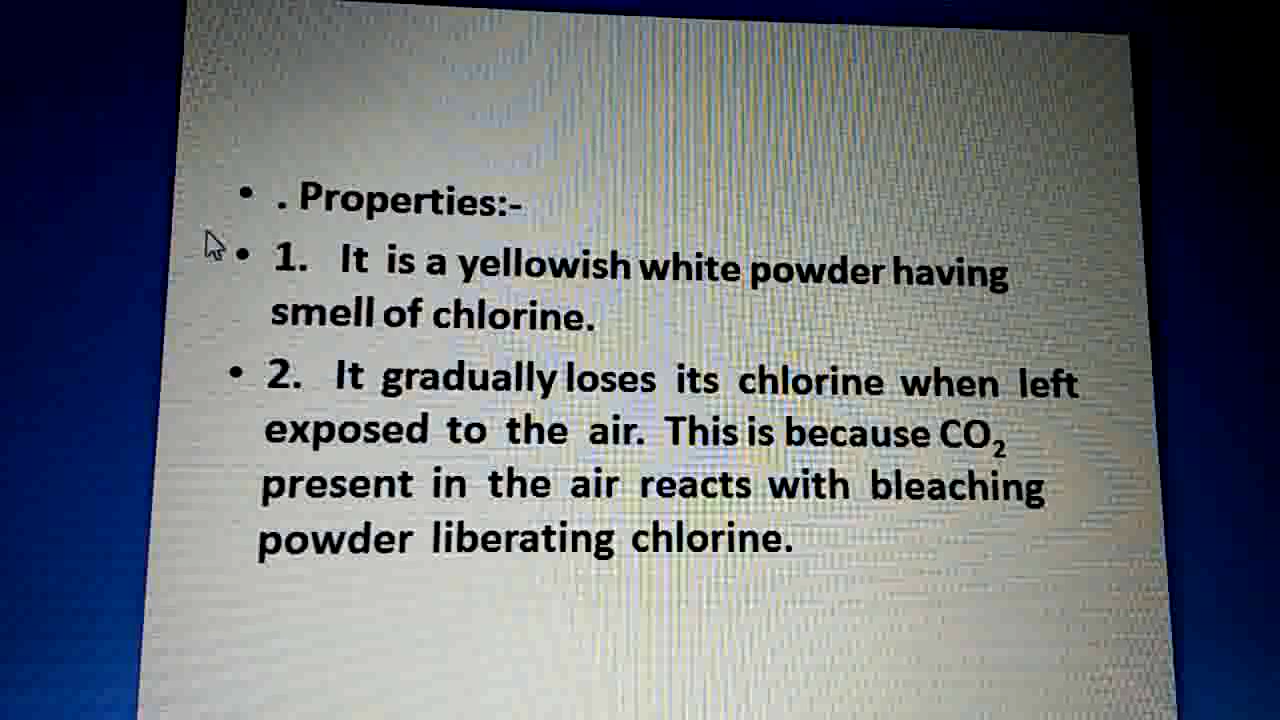 • . Properties:-
• 1. It is a yellowish white powder having
smell of chlorine.
• 2. It gradually loses its chlorine when left
exposed to the air. This is because CO₂
present in the air reacts with bleaching
powder liberating chlorine.